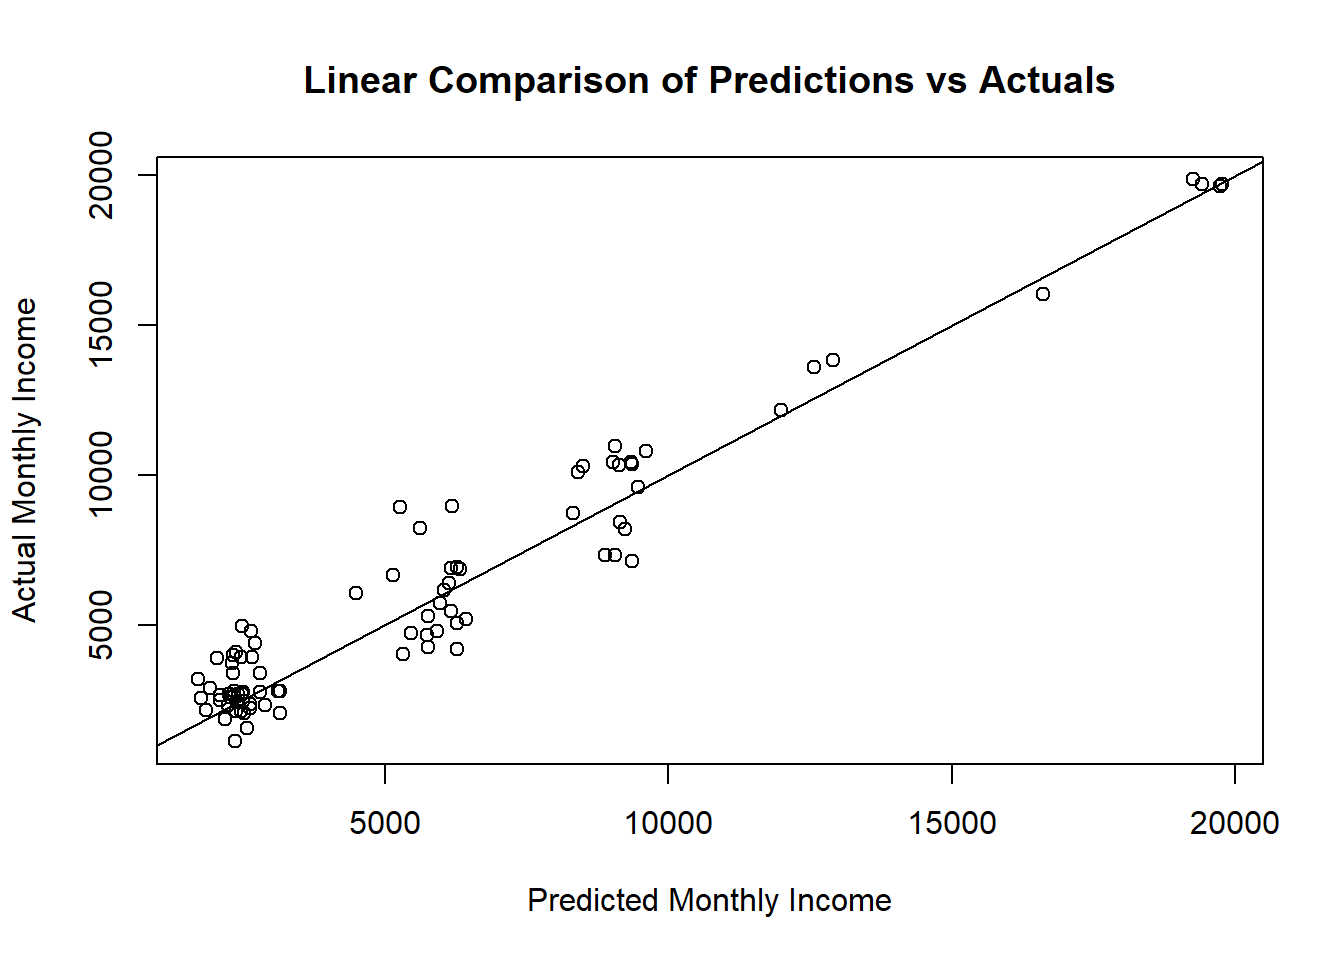 Linear Comparison of Predictions vs Actuals
Actual Monthly Income
20000
15000
10000
5000
5000 10000 15000 20000
Predicted Monthly Income